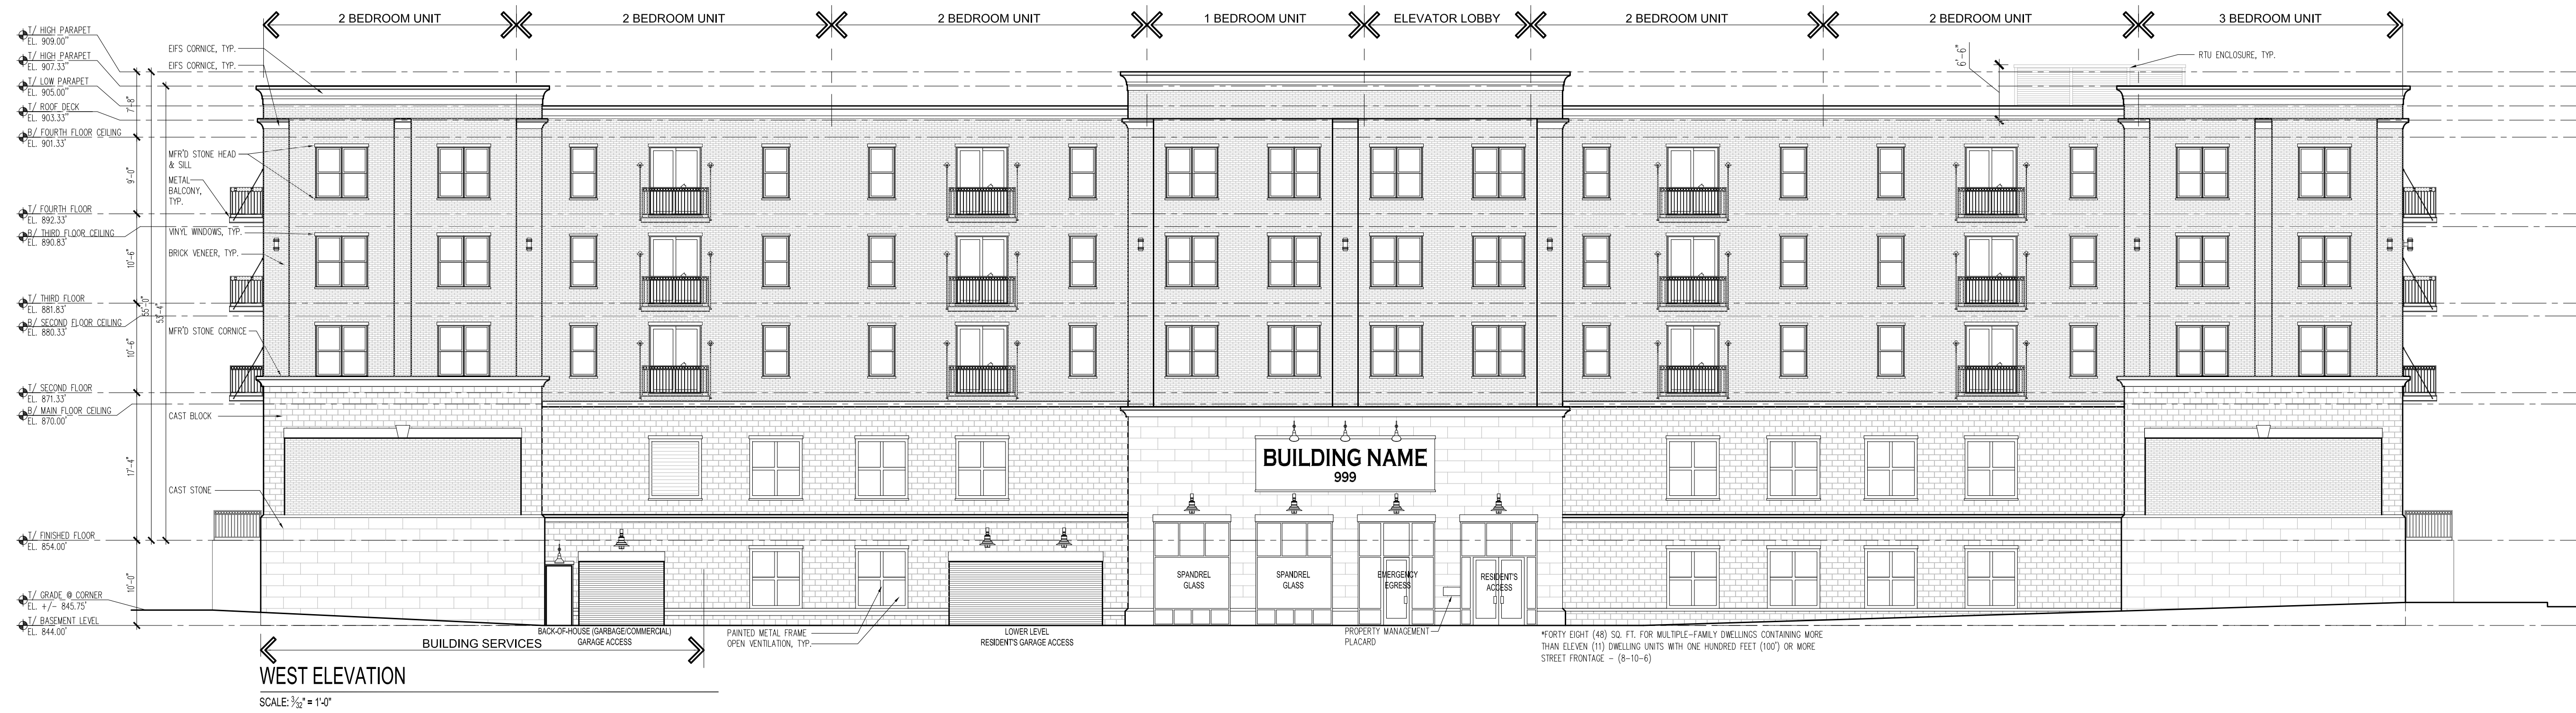 2 BEDROOM UNIT
2 BEDROOM UNIT
2 BEDROOM UNIT
1 BEDROOM UNIT
ELEVATOR LOBBY
2 BEDROOM UNIT
2 BEDROOM UNIT
3 BEDROOM UNIT
T/ HIGH PARAPET
EL. 909.00"
T/ HIGH PARAPET
EL. 907.33"
T/ LOW PARAPET
EL. 905.00"
T/ ROOF DECK
EL. 903.33"
B/ FOURTH FLOOR CEILING
EL. 901.33'
T/ FOURTH FLOOR
EL. 892.33'
B/ THIRD FLOOR CEILING
EL. 890.83'
T/ THIRD FLOOR
EL. 881.83'
B/ SECOND FLOOR CEILING
EL. 880.33'
T/ SECOND FLOOR
EL. 871.33'
B/ MAIN FLOOR CEILING
EL. 870.00'
T/ FINISHED FLOOR
EL. 854.00'
T/ GRADE @ CORNER
EL. +/- 845.75'
T/ BASEMENT LEVEL
EL. 844.00'
7'-8"
9'-0"
10'-6"
10'-6"
17'-4"
10'-0"
55'-0"
53'-4"
EIFS CORNICE, TYP.
EIFS CORNICE, TYP.
MFR'D STONE HEAD
& SILL
METAL
BALCONY,
TYP.
VINYL WINDOWS, TYP.
BRICK VENEER, TYP.
MFR'D STONE CORNICE
CAST BLOCK
CAST STONE
6'-6"
RTU ENCLOSURE, TYP.
BUILDING NAME
999
SPANDREL
GLASS
SPANDREL
GLASS
EMERGENCY
EGRESS
RESIDENT'S
ACCESS
BACK-OF-HOUSE (GARBAGE/COMMERCIAL)
GARAGE ACCESS
BUILDING SERVICES
PAINTED METAL FRAME
OPEN VENTILATION, TYP.
LOWER LEVEL
RESIDENT'S GARAGE ACCESS
PROPERTY MANAGEMENT
PLACARD
*FORTY EIGHT (48) SQ. FT. FOR MULTIPLE-FAMILY DWELLINGS CONTAINING MORE
THAN ELEVEN (11) DWELLING UNITS WITH ONE HUNDRED FEET (100') OR MORE
STREET FRONTAGE - (8-10-6)
WEST ELEVATION
SCALE: 3/32" = 1'-0"